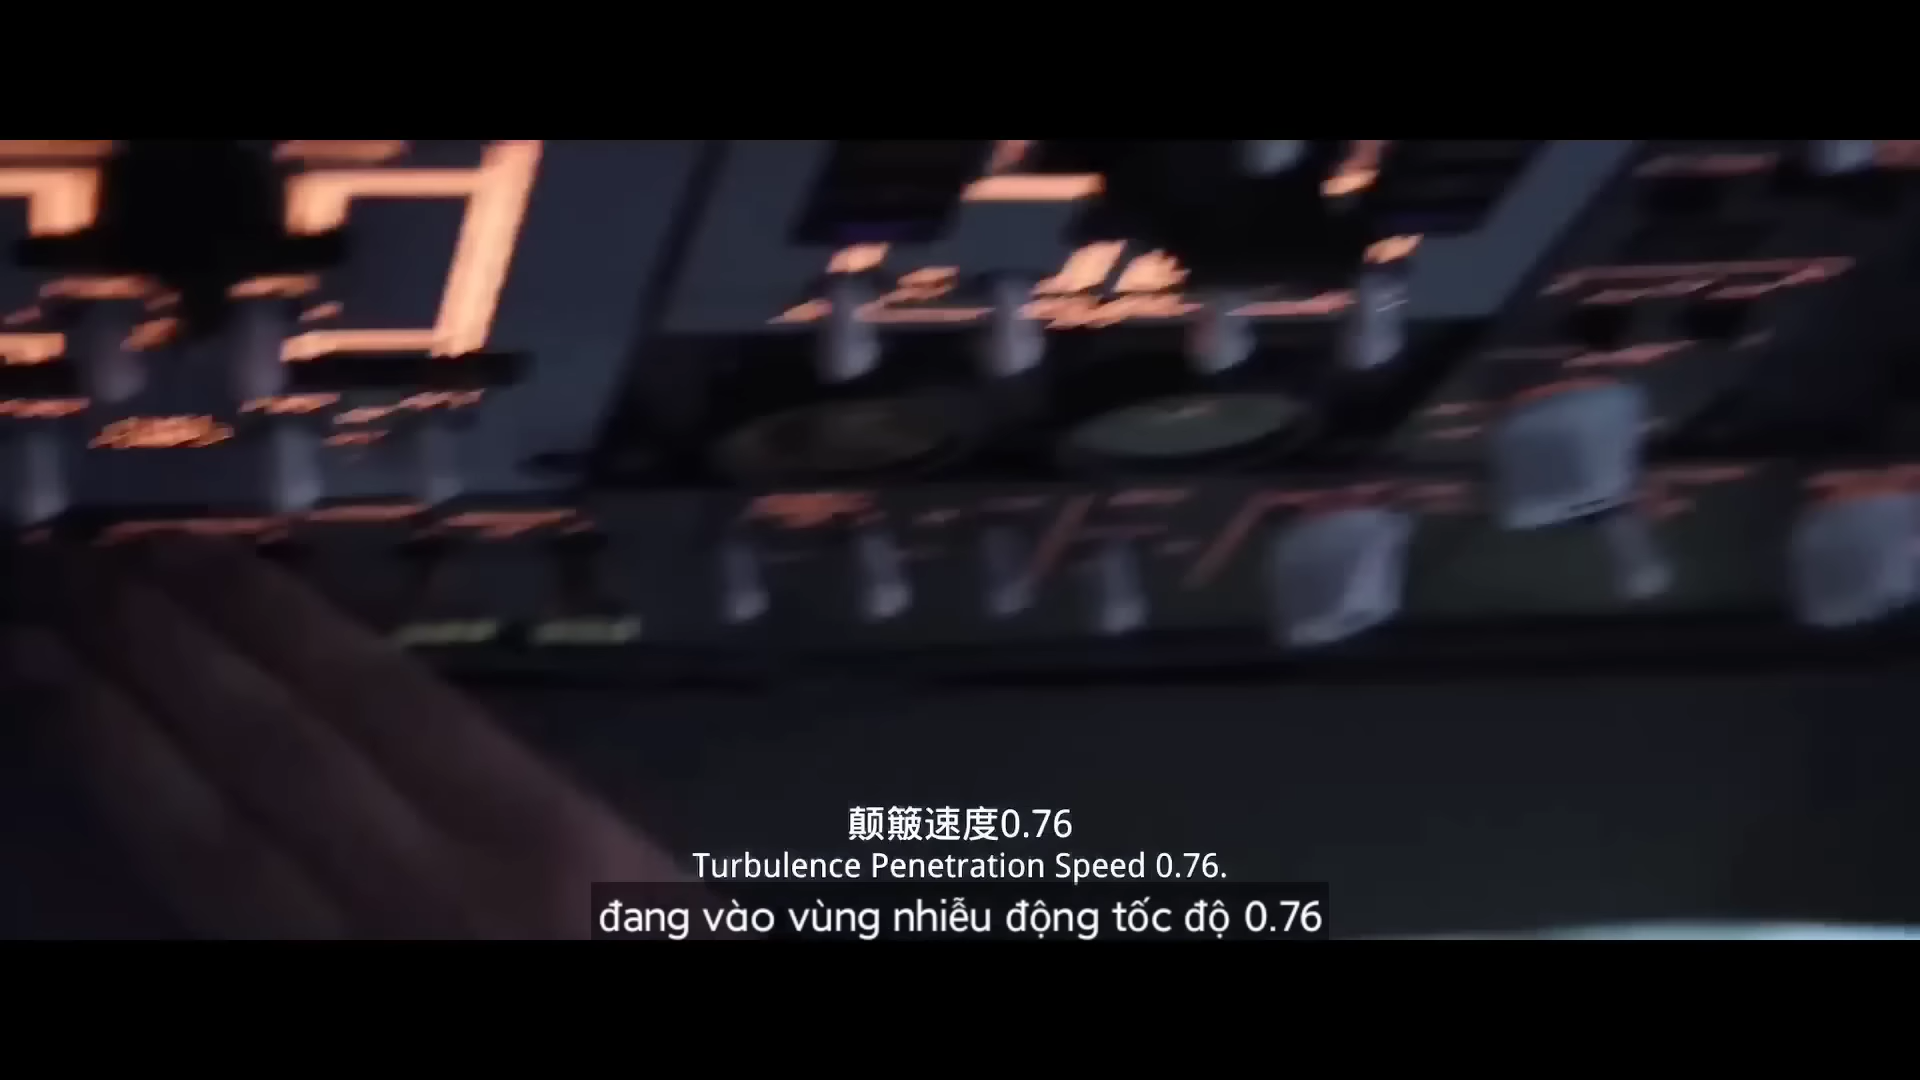 颠簸速度0.76
Turbulence Penetration Speed 0.76.
đang vào vùng nhiễu động tốc độ 0.76